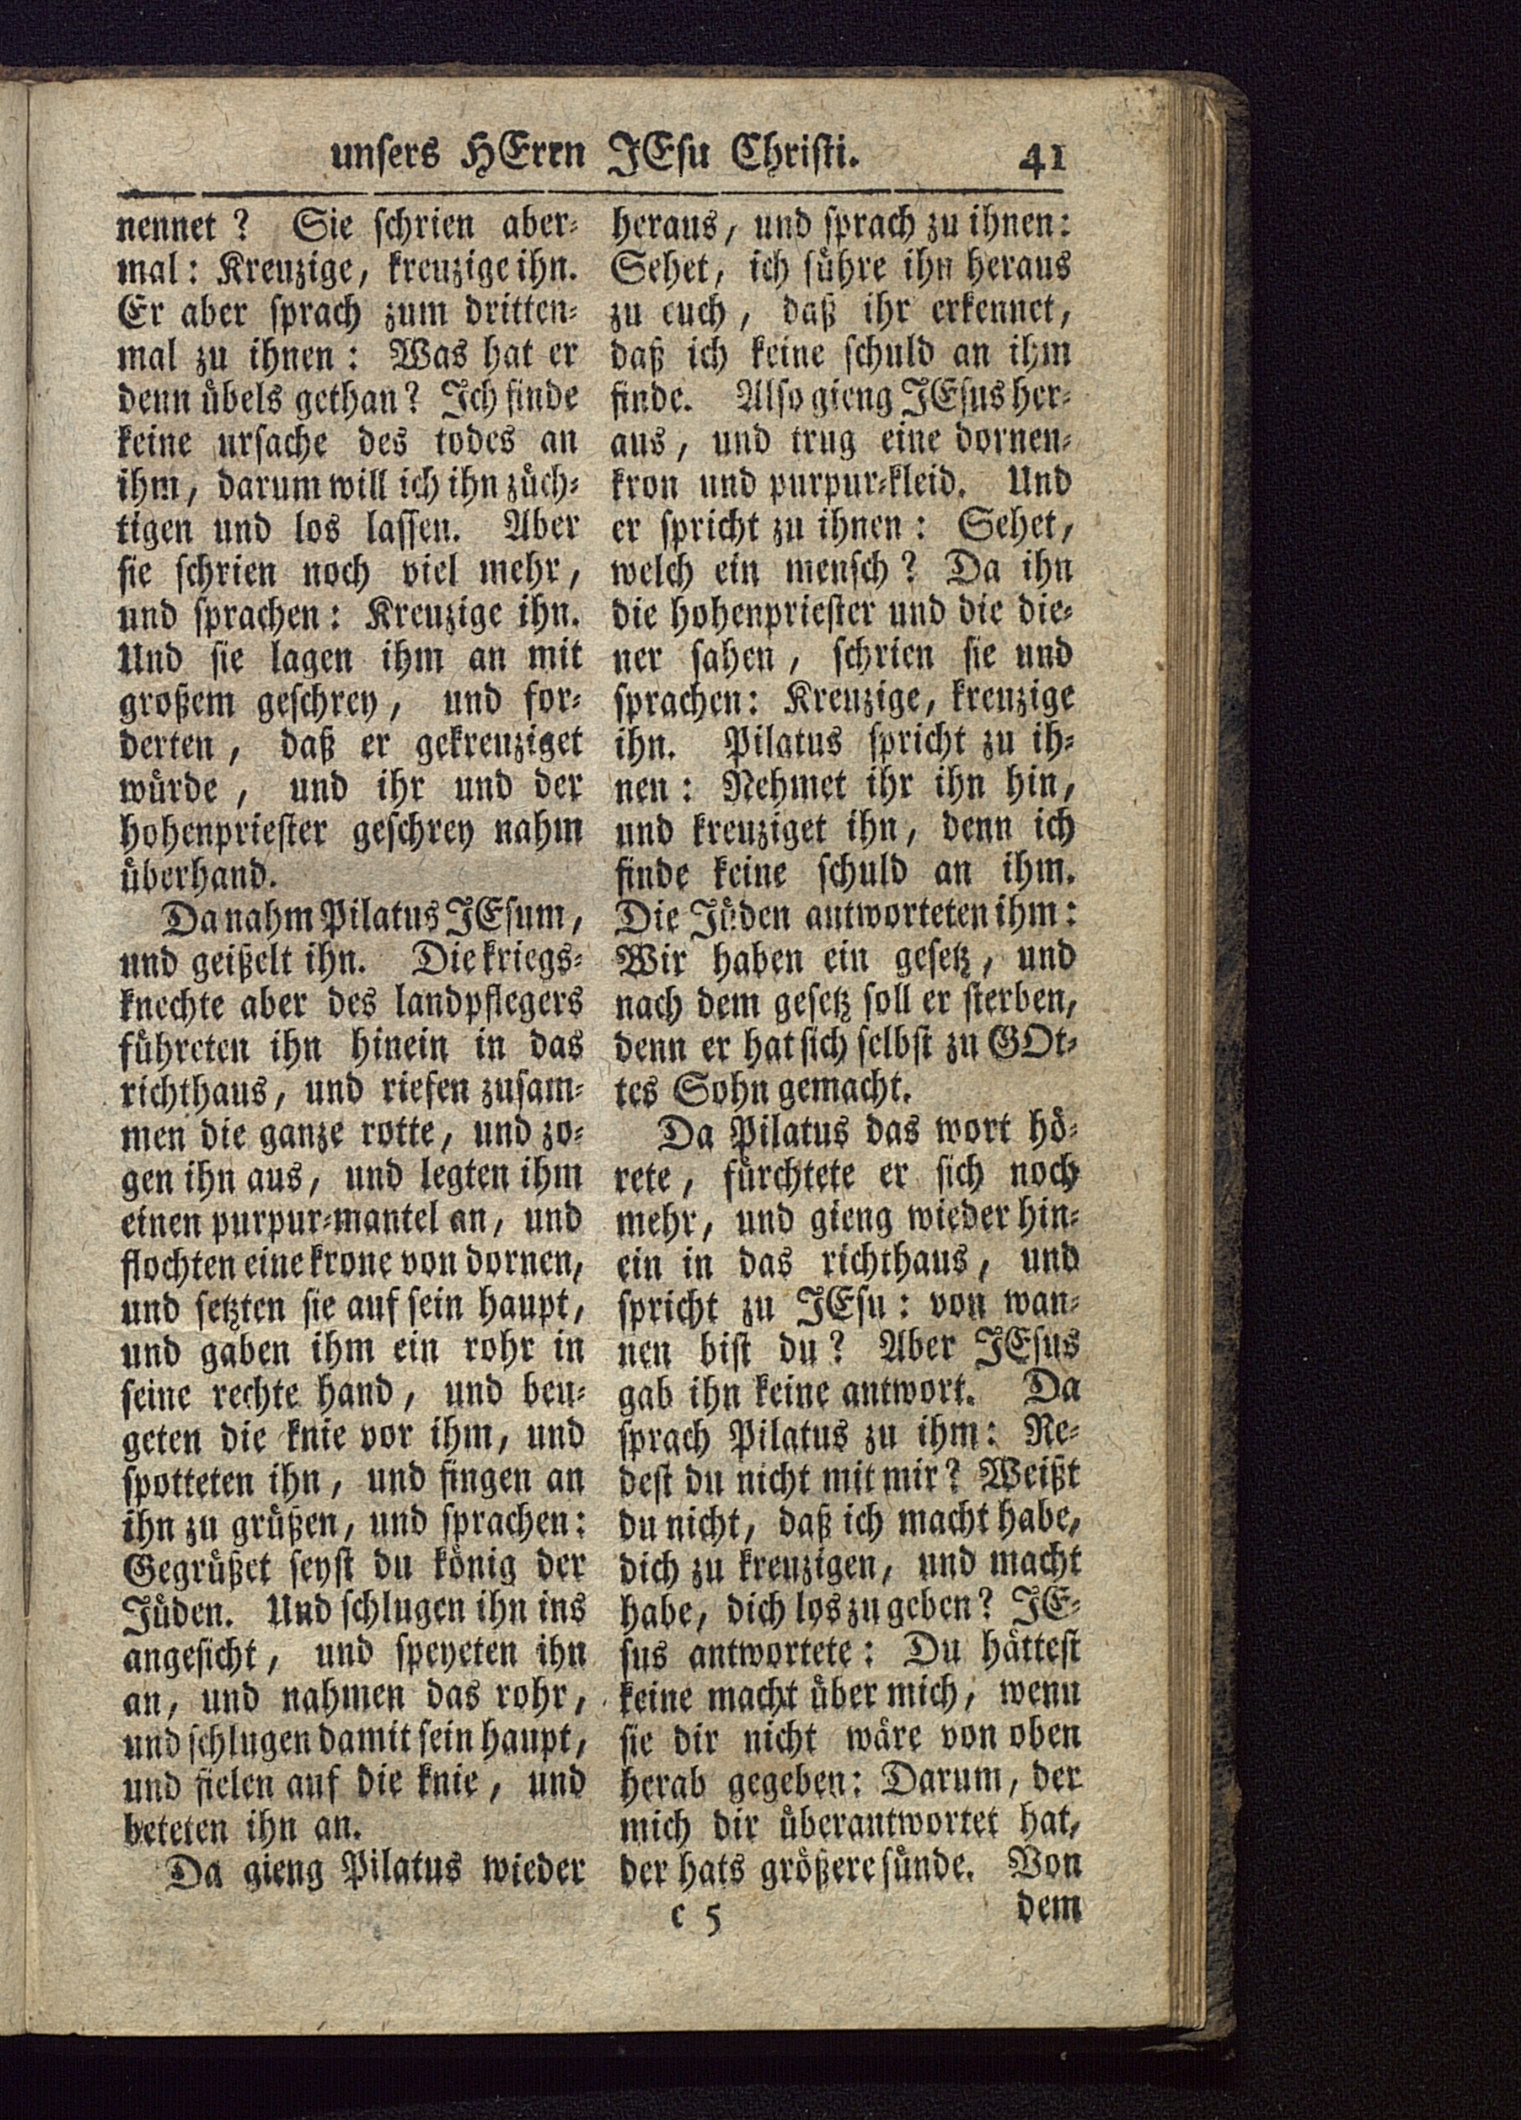 unsers HErrn JEsu Christi. 41
nennet? Sie schrien aber-
mal: Kreuzige, kreuzige ihn.
Er aber sprach zum dritten-
mal zu ihnen: Was hat er
denn übels gethan? Ich finde
keine ursache des todes an
ihm, darum will ich ihn züch-
tigen und los lassen. Aber
sie schrien noch viel mehr,
und sprachen: Kreuzige ihn.
Und sie lagen ihm an mit
großem geschrey, und for-
derten, daß er gekreuziget
würde, und ihr und der
hohenpriester geschrey nahm
überhand.
Da nahm Pilatus JEsum,
und geißelt ihn. Die kriegs-
knechte aber des landpflegers
führeten ihn hinein in das
richthaus, und riefen zusam-
men die ganze rotte, und zo-
gen ihn aus, und legten ihm
einen purpur-mantel an, und
flochten eine krone von dornen,
und setzten sie auf sein haupt,
und gaben ihm ein rohr in
seine rechte hand, und beu-
geten die knie vor ihm, und
spotteten ihn, und fingen an
ihn zu grüßen, und sprachen:
Gegrüßet seyst du könig der
Jüden. Und schlugen ihn ins
angesicht, und speyeten ihn
an, und nahmen das rohr,
und schlugen damit sein haupt,
und fielen auf die knie, und
beteten ihn an.
Da gieng Pilatus wieder
heraus, und sprach zu ihnen:
Sehet, ich führe ihn heraus
zu euch, daß ihr erkennet,
daß ich keine schuld an ihm
finde. Also gieng JEsus her-
aus, und trug eine dornen-
kron und purpur-kleid. Und
er spricht zu ihnen: Sehet,
welch ein mensch? Da ihn
die hohenpriester und die die-
ner sahen, schrien sie und
sprachen: Kreuzige, kreuzige
ihn. Pilatus spricht zu ih-
nen: Nehmet ihr ihn hin,
und kreuziget ihn, denn ich
finde keine schuld an ihm.
Die Jüden antworteten ihm:
Wir haben ein gesetz, und
nach dem gesetz soll er sterben,
denn er hat sich selbst zu GOt-
tes Sohn gemacht.
Da Pilatus das wort hö-
rete, fürchtete er sich noch
mehr, und gieng wieder hin-
ein in das richthaus, und
spricht zu JEsu: von wan-
nen bist du? Aber JEsus
gab ihn keine antwort. Da
sprach Pilatus zu ihm: Re-
dest du nicht mit mir? Weißt
du nicht, daß ich macht habe,
dich zu kreuzigen, und macht
habe, dich los zu geben? JE-
sus antwortete: Du hättest
keine macht über mich, wenn
sie dir nicht wäre von oben
herab gegeben: Darum, der
mich dir überantwortet hat,
der hats größere sünde. Von
c 5 dem